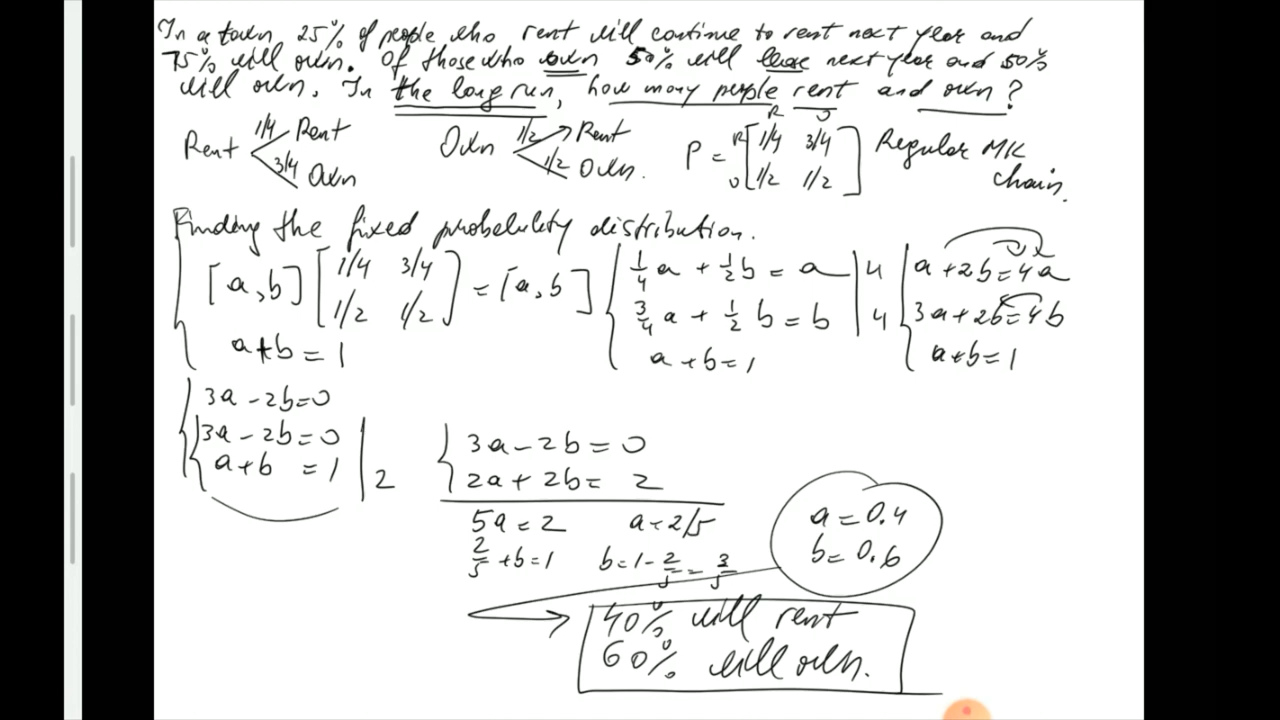 In a town 25% of people who rent will continue to rent next year and
75% will own. Of those who own 50% will lease next year and 50%
will own. In the long run, how many people rent and own?
Rent 1/4 Rent 3/4 Own
Own 1/2 Rent 1/2 Own.
R O
P = R [ 1/4 3/4
O 1/2 1/2 ]
Regular MK
chain.
Finding the fixed probability distribution.
[a, b] [ 1/4 3/4
1/2 1/2 ] = [a, b]
a + b = 1
1/4 a + 1/2 b = a | 4
3/4 a + 1/2 b = b | 4
a + b = 1
a + 2b = 4a
3a + 2b = 4b
a + b = 1
3a - 2b = 0
3a - 2b = 0
a + b = 1 | 2
3a - 2b = 0
2a + 2b = 2
5a = 2 a = 2/5
2/5 + b = 1 b = 1 - 2/5 = 3/5
a = 0.4
b = 0.6
40% will rent
60% will own.